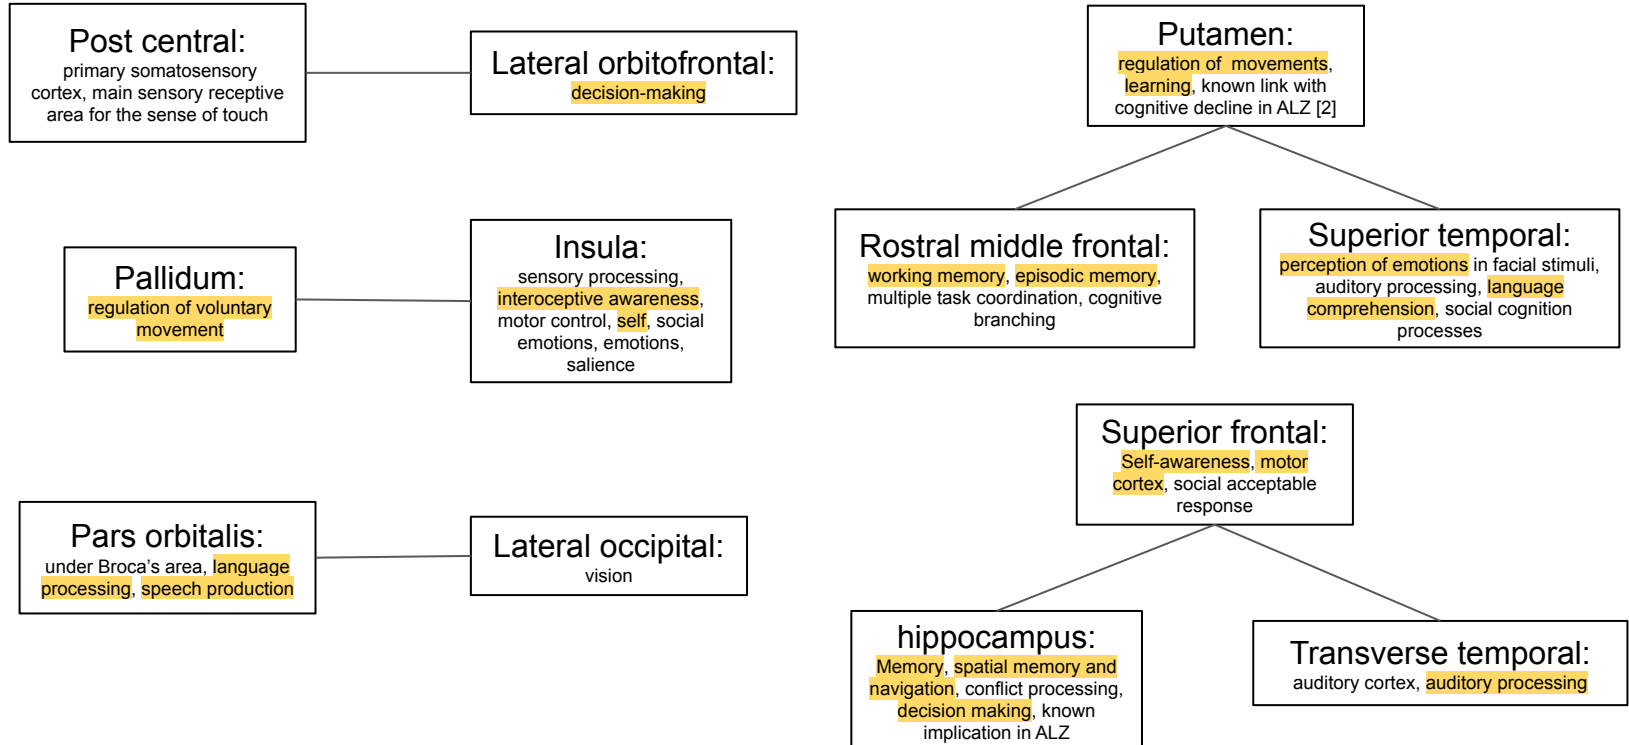 Post central:
primary somatosensory
cortex, main sensory receptive
area for the sense of touch
Lateral orbitofrontal:
decision-making
Putamen:
regulation of  movements,
learning, known link with
cognitive decline in ALZ [2]
Pallidum:
regulation of voluntary
movement
Insula:
sensory processing,
interoceptive awareness,
motor control, self, social
emotions, emotions,
salience
Rostral middle frontal:
working memory, episodic memory,
multiple task coordination, cognitive
branching
Superior temporal:
perception of emotions in facial stimuli,
auditory processing, language
comprehension, social cognition
processes
Pars orbitalis:
under Broca's area, language
processing, speech production
Lateral occipital:
vision
Superior frontal:
Self-awareness, motor
cortex, social acceptable
response
hippocampus:
Memory, spatial memory and
navigation, conflict processing,
decision making, known
implication in ALZ
Transverse temporal:
auditory cortex, auditory processing